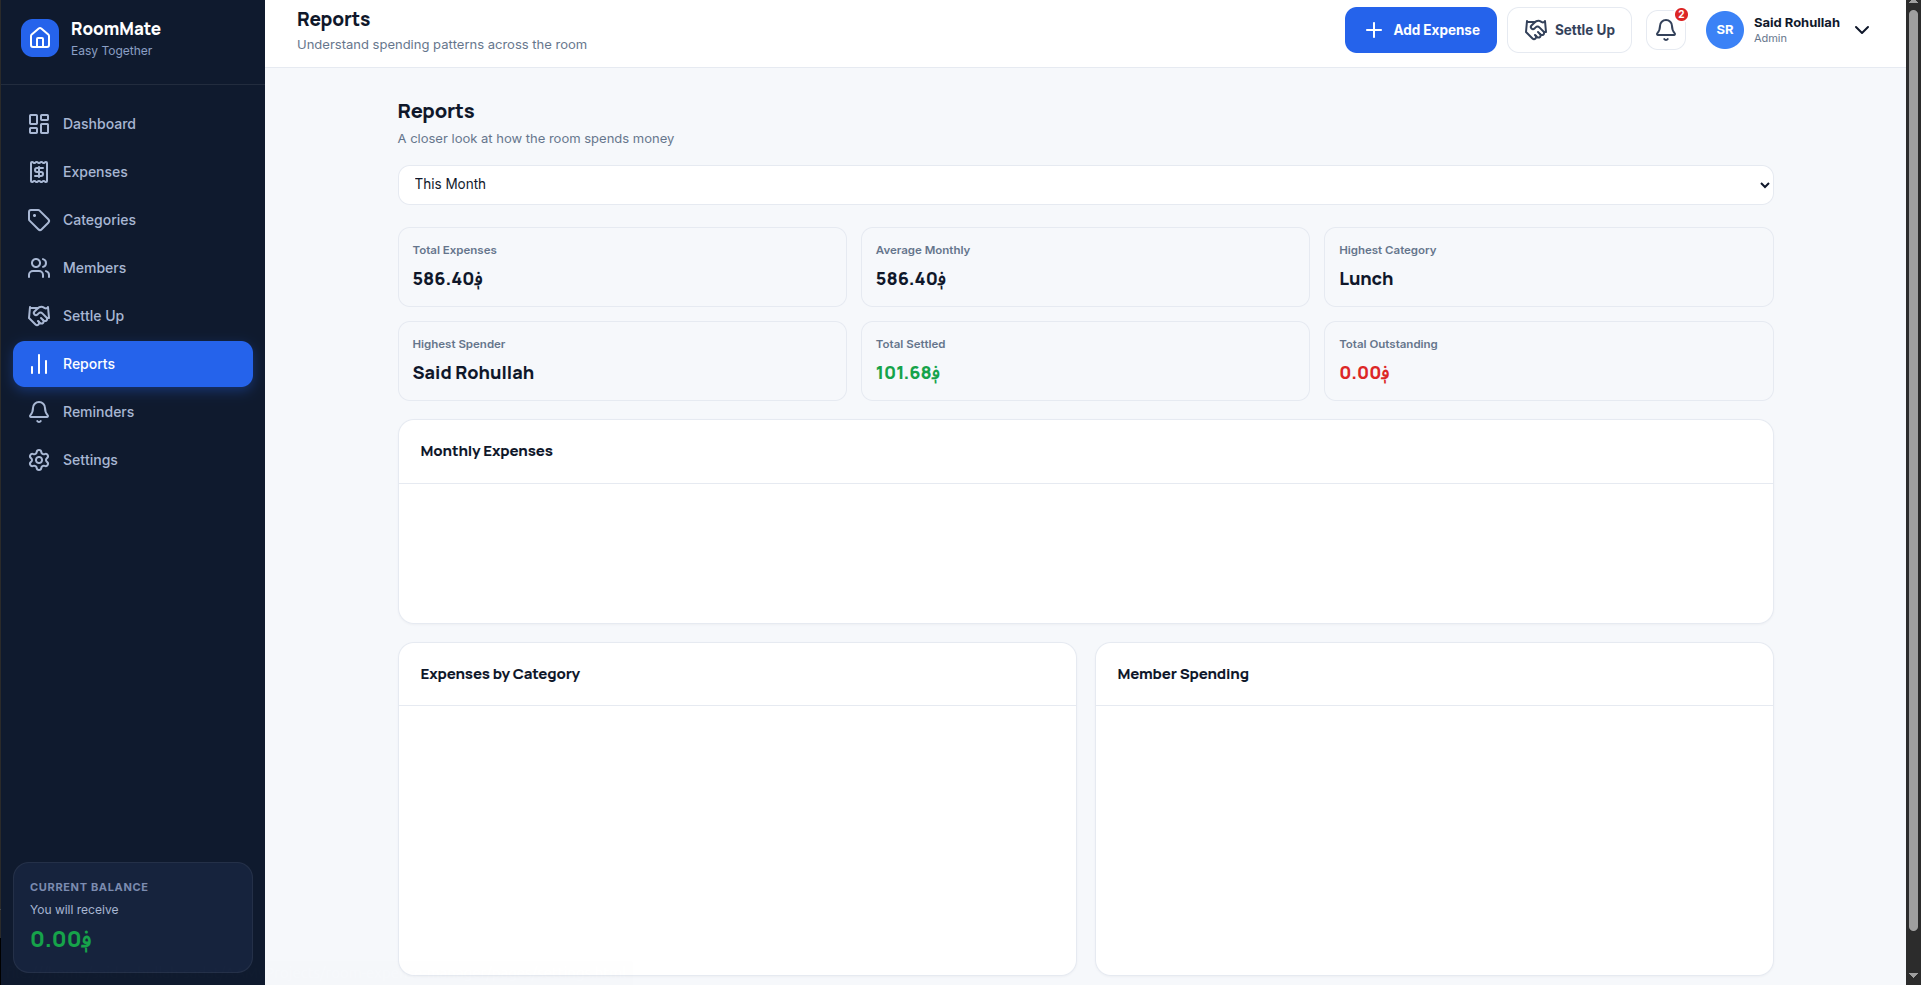 RoomMate
Easy Together
Dashboard
Expenses
Categories
Members
Settle Up
Reports
Reminders
Settings
CURRENT BALANCE
You will receive
0.00؋
Reports
Understand spending patterns across the room
Add Expense
Settle Up
2
SR
Said Rohullah
Admin
Reports
A closer look at how the room spends money
This Month
Total Expenses
586.40؋
Average Monthly
586.40؋
Highest Category
Lunch
Highest Spender
Said Rohullah
Total Settled
101.68؋
Total Outstanding
0.00؋
Monthly Expenses
Expenses by Category
Member Spending